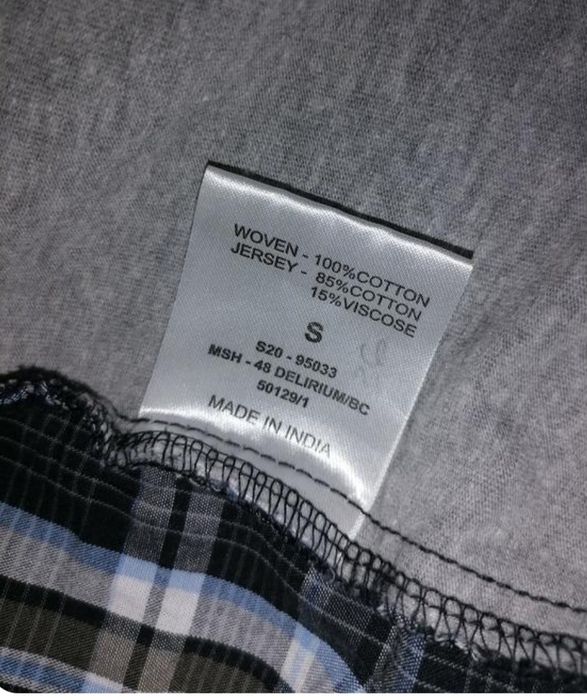 WOVEN - 100%COTTON
JERSEY - 85%COTTON
15%VISCOSE
S
S20 - 95033
MSH - 48 DELIRIUM/BC
50129/1
MADE IN INDIA